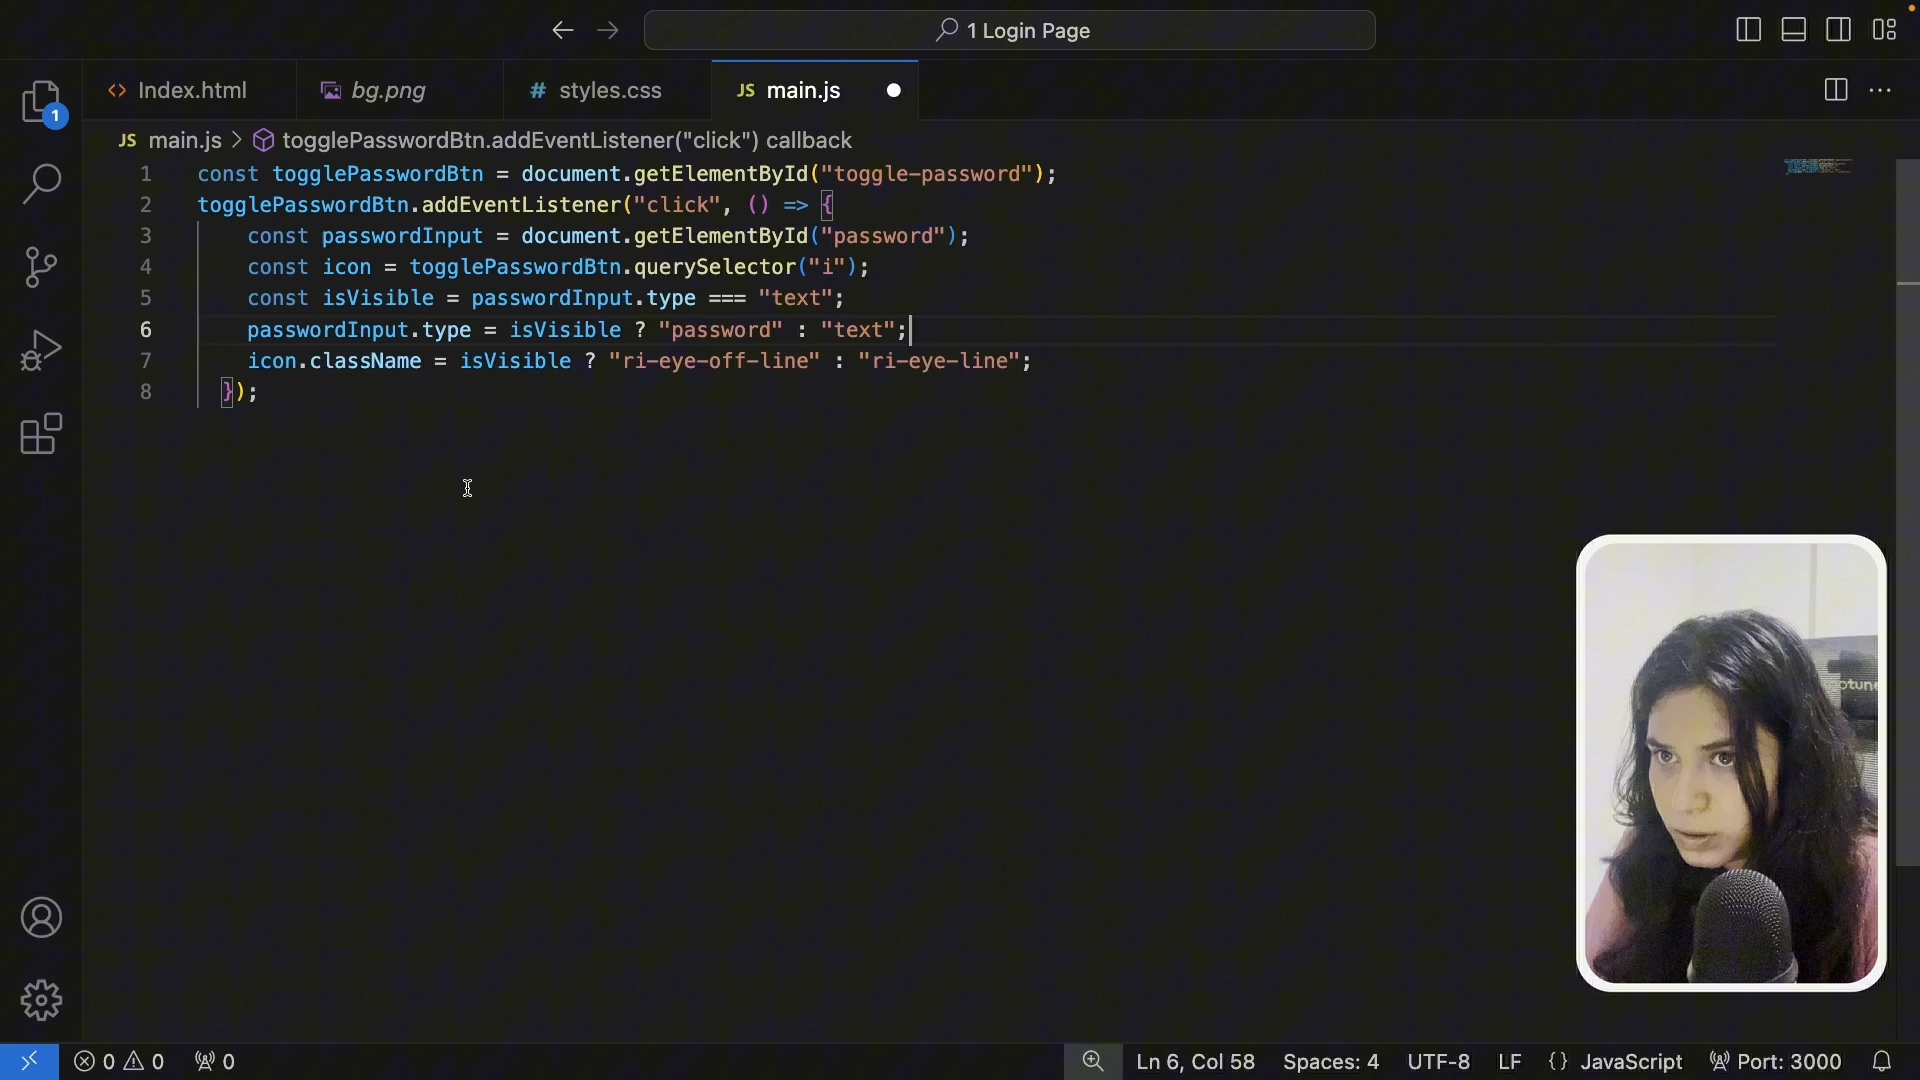 1 Login Page
Index.html
bg.png
# styles.css
JS main.js
1
JS main.js > togglePasswordBtn.addEventListener("click") callback
1 const togglePasswordBtn = document.getElementById("toggle-password");
2 togglePasswordBtn.addEventListener("click", () => {
3 const passwordInput = document.getElementById("password");
4 const icon = togglePasswordBtn.querySelector("i");
5 const isVisible = passwordInput.type === "text";
6 passwordInput.type = isVisible ? "password" : "text";
7 icon.className = isVisible ? "ri-eye-off-line" : "ri-eye-line";
8 });
0 0 0
Ln 6, Col 58 Spaces: 4 UTF-8 LF {} JavaScript Port: 3000